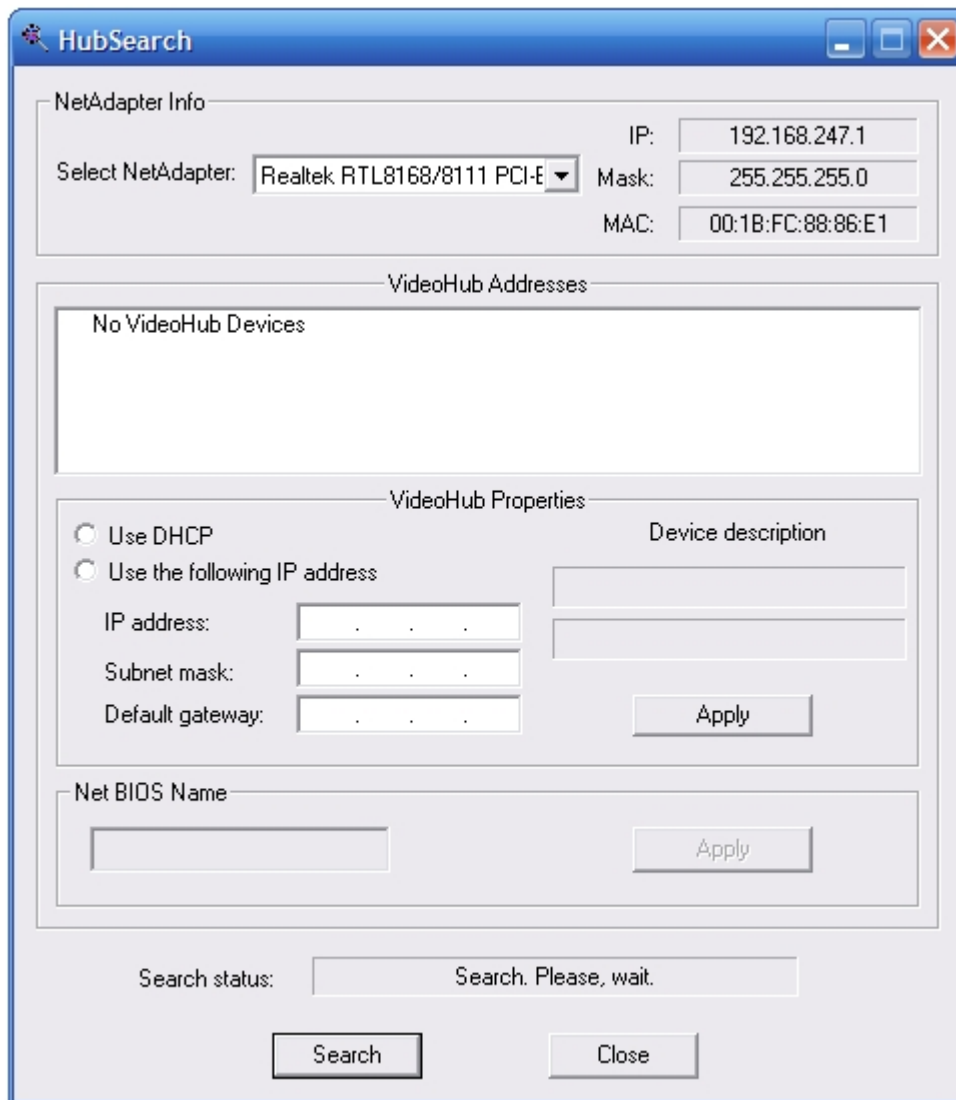 HubSearch
NetAdapter Info
Select NetAdapter:
Realtek RTL8168/8111 PCI-E
IP:
192.168.247.1
Mask:
255.255.255.0
MAC:
00:1B:FC:88:86:E1
VideoHub Addresses
No VideoHub Devices
VideoHub Properties
Use DHCP
Use the following IP address
IP address:
. . .
Subnet mask:
. . .
Default gateway:
. . .
Device description
Apply
Net BIOS Name
Apply
Search status:
Search. Please, wait.
Search
Close